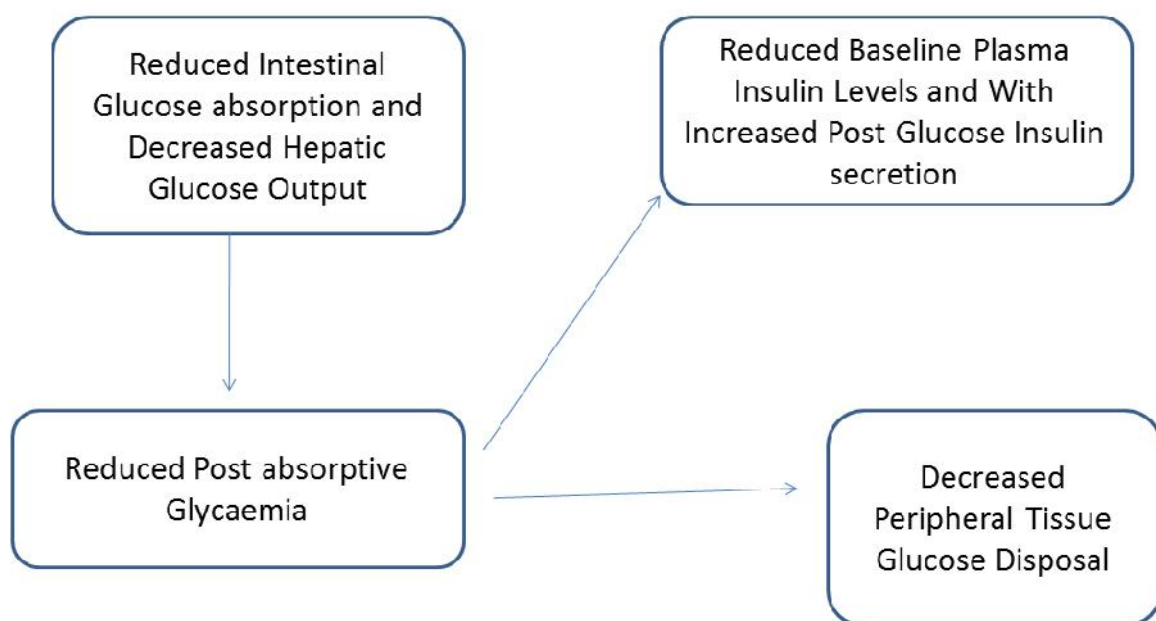 Reduced Intestinal
Glucose absorption and
Decreased Hepatic
Glucose Output
Reduced Baseline Plasma
Insulin Levels and With
Increased Post Glucose Insulin
secretion
Reduced Post absorptive
Glycaemia
Decreased
Peripheral Tissue
Glucose Disposal